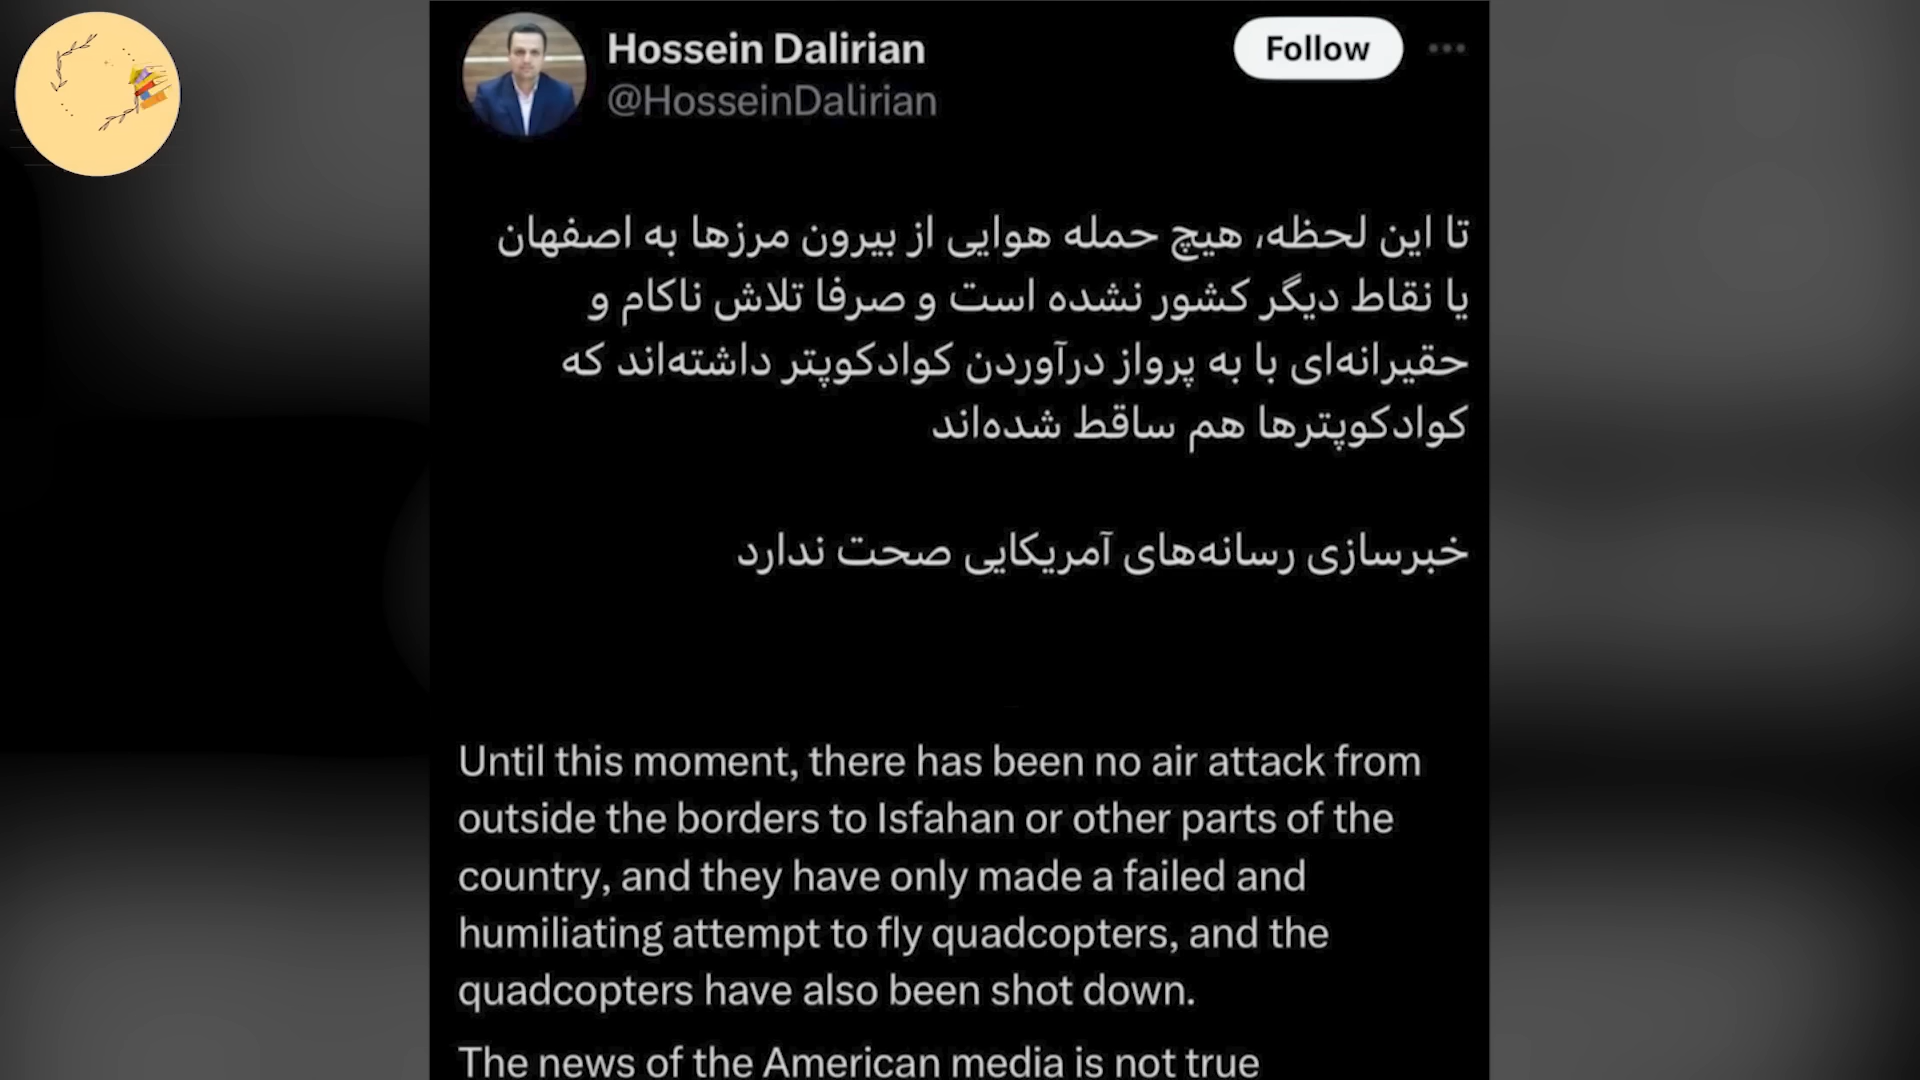 Hossein Dalirian
@HosseinDalirian
Follow
تا این لحظه، هیچ حمله هوایی از بیرون مرزها به اصفهان
یا نقاط دیگر کشور نشده است و صرفا تلاش ناکام و
حقیرانه‌ای با به پرواز درآوردن کوادکوپتر داشته‌اند که
کوادکوپترها هم ساقط شده‌اند
خبرسازی رسانه‌های آمریکایی صحت ندارد
Until this moment, there has been no air attack from
outside the borders to Isfahan or other parts of the
country, and they have only made a failed and
humiliating attempt to fly quadcopters, and the
quadcopters have also been shot down.
The news of the American media is not true